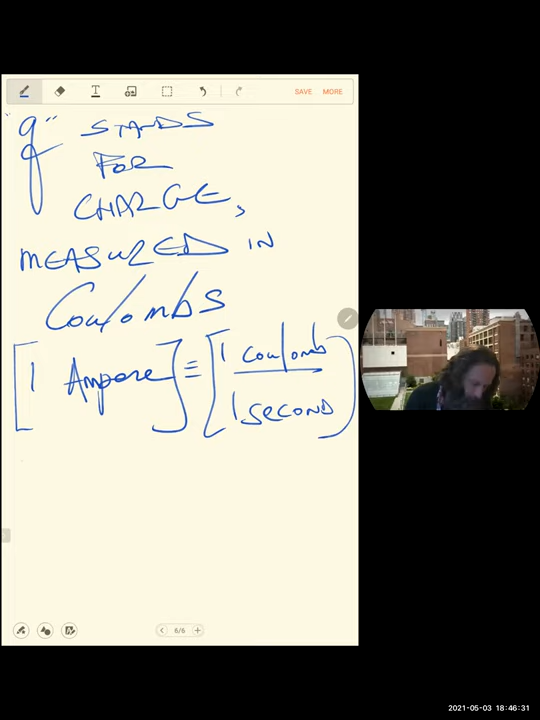 SAVE MORE
"q" STANDS
FOR
CHARGE,
MEASURED IN
Coulombs
[1 Ampere] ≡ [1 coulomb
1 SECOND)
6/6
2021-05-03 18:46:31